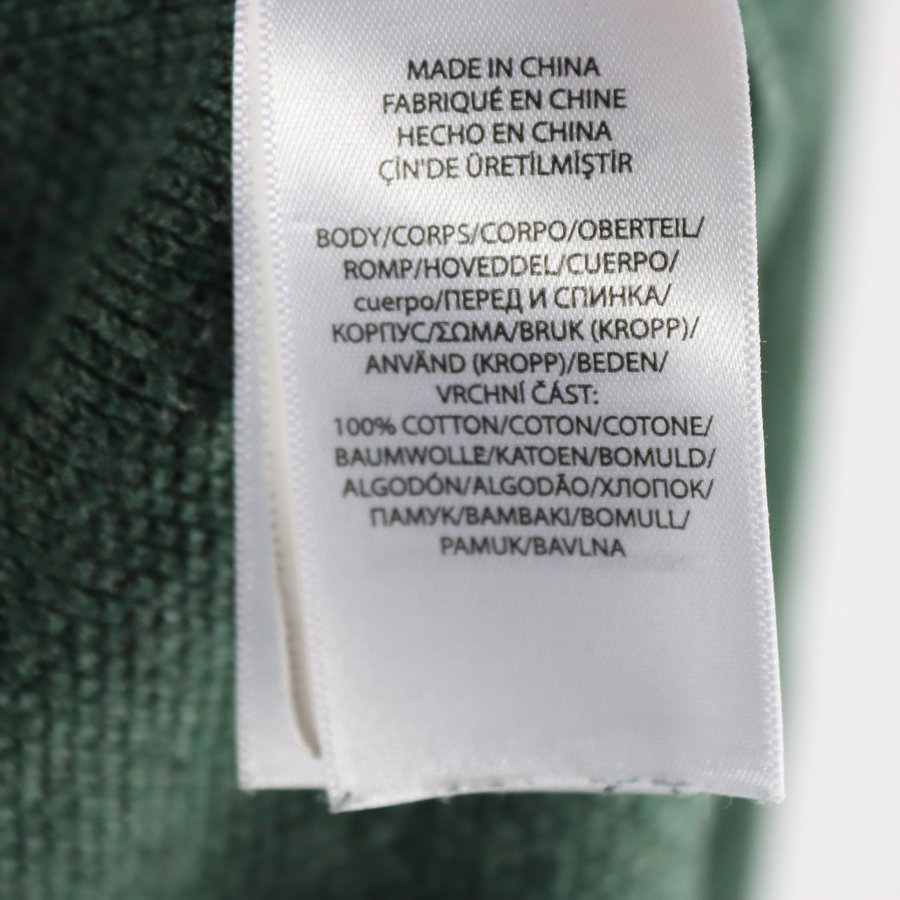 MADE IN CHINA
FABRIQUÉ EN CHINE
HECHO EN CHINA
ÇİN'DE ÜRETİLMİŞTİR
BODY/CORPS/CORPO/OBERTEIL/
ROMP/HOVEDDEL/CUERPO/
cuerpo/ПЕРЕД И СПИНКА/
КОРПУС/ΣΩΜΑ/BRUK (KROPP)/
ANVÄND (KROPP)/BEDEN/
VRCHNÍ ČÁST:
100% COTTON/COTON/COTONE/
BAUMWOLLE/KATOEN/BOMULD/
ALGODÓN/ALGODÃO/ХЛОПОК/
ПАМУК/ΒΑΜΒΑΚΙ/BOMULL/
PAMUK/BAVLNA